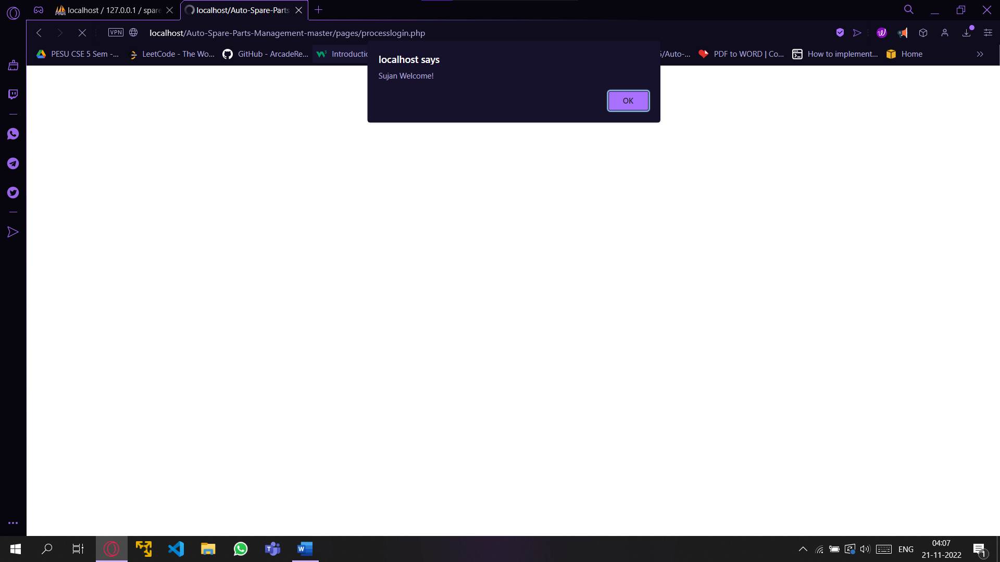 localhost / 127.0.0.1 / spare
localhost/Auto-Spare-Parts
VPN
localhost/Auto-Spare-Parts-Management-master/pages/processlogin.php
PESU CSE 5 Sem -...
LeetCode - The Wo...
GitHub - ArcadeRe...
Introductio
/Auto-...
PDF to WORD | Co...
How to implement...
Home
localhost says
Sujan Welcome!
OK
ENG
04:07
21-11-2022
1